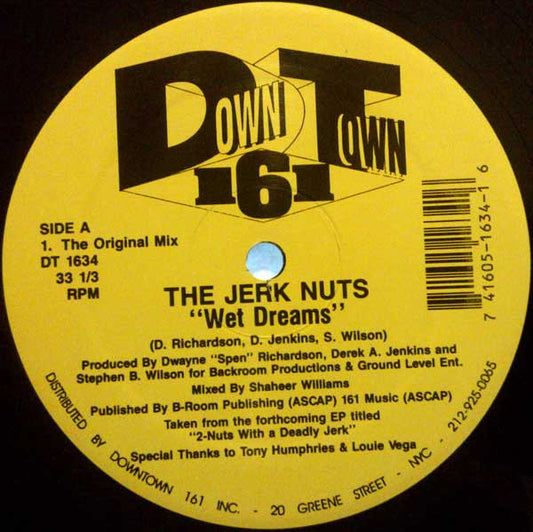 DOWN TOWN
161
SIDE A
1. The Original Mix
DT 1634
33 1/3
RPM
THE JERK NUTS
"Wet Dreams"
(D. Richardson, D. Jenkins, S. Wilson)
Produced By Dwayne "Spen" Richardson, Derek A. Jenkins and
Stephen B. Wilson for Backroom Productions & Ground Level Ent.
Mixed By Shaheer Williams
Published By B-Room Publishing (ASCAP) 161 Music (ASCAP)
Taken from the forthcoming EP titled
"2-Nuts With a Deadly Jerk"
Special Thanks to Tony Humphries & Louie Vega
DISTRIBUTED BY DOWNTOWN 161 INC. - 20 GREENE STREET - NYC - 212-925-0065
7 41605-1634-1 6